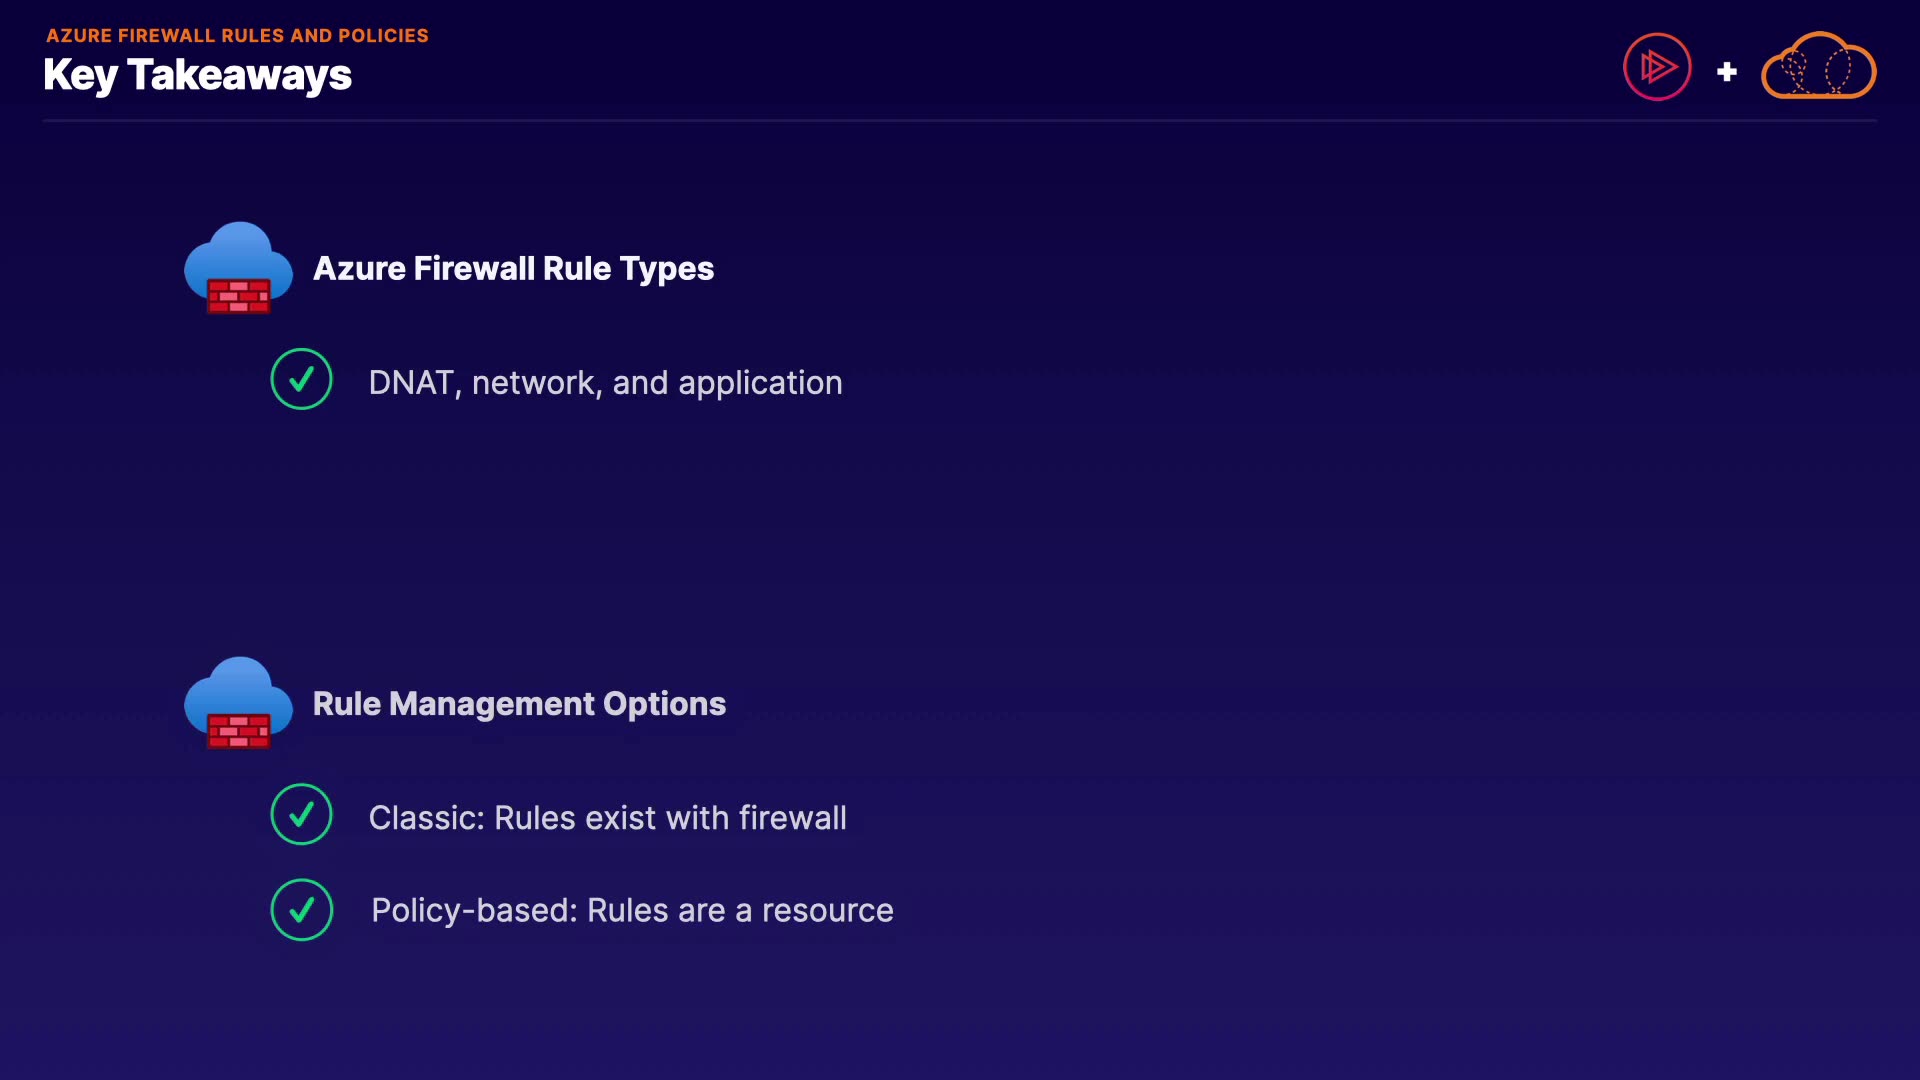 AZURE FIREWALL RULES AND POLICIES
Key Takeaways
+
Azure Firewall Rule Types
DNAT, network, and application
Rule Management Options
Classic: Rules exist with firewall
Policy-based: Rules are a resource